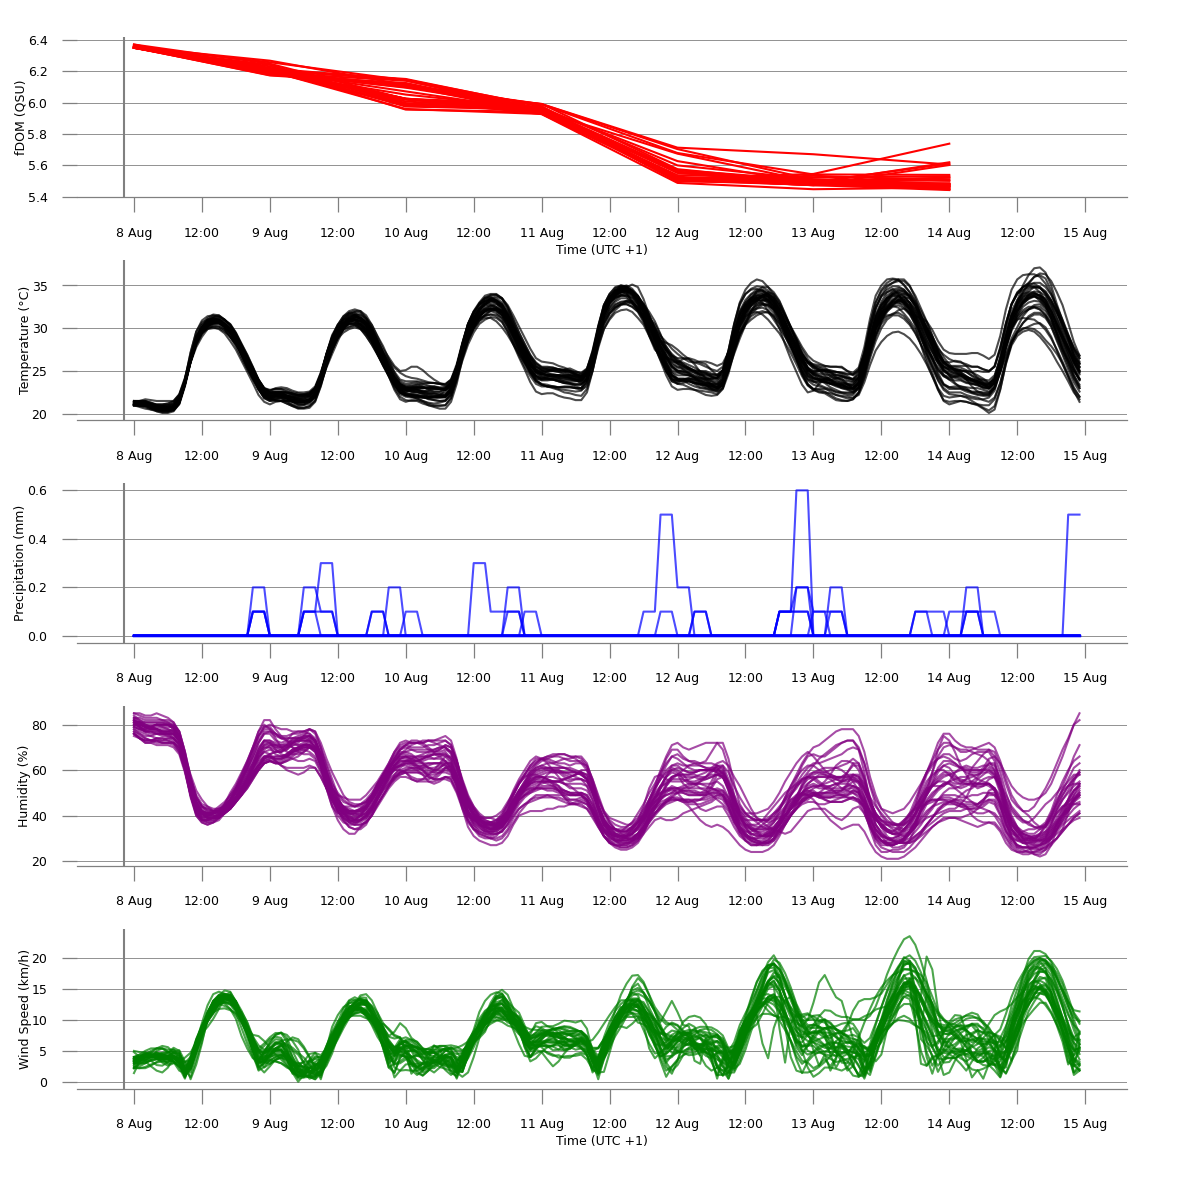 6.4
6.2
6.0
5.8
5.6
5.4
fDOM (QSU)
8 Aug 12:00 9 Aug 12:00 10 Aug 12:00 11 Aug 12:00 12 Aug 12:00 13 Aug 12:00 14 Aug 12:00 15 Aug
Time (UTC +1)
35
30
25
20
Temperature (°C)
8 Aug 12:00 9 Aug 12:00 10 Aug 12:00 11 Aug 12:00 12 Aug 12:00 13 Aug 12:00 14 Aug 12:00 15 Aug
0.6
0.4
0.2
0.0
Precipitation (mm)
8 Aug 12:00 9 Aug 12:00 10 Aug 12:00 11 Aug 12:00 12 Aug 12:00 13 Aug 12:00 14 Aug 12:00 15 Aug
80
60
40
20
Humidity (%)
8 Aug 12:00 9 Aug 12:00 10 Aug 12:00 11 Aug 12:00 12 Aug 12:00 13 Aug 12:00 14 Aug 12:00 15 Aug
20
15
10
5
0
Wind Speed (km/h)
8 Aug 12:00 9 Aug 12:00 10 Aug 12:00 11 Aug 12:00 12 Aug 12:00 13 Aug 12:00 14 Aug 12:00 15 Aug
Time (UTC +1)